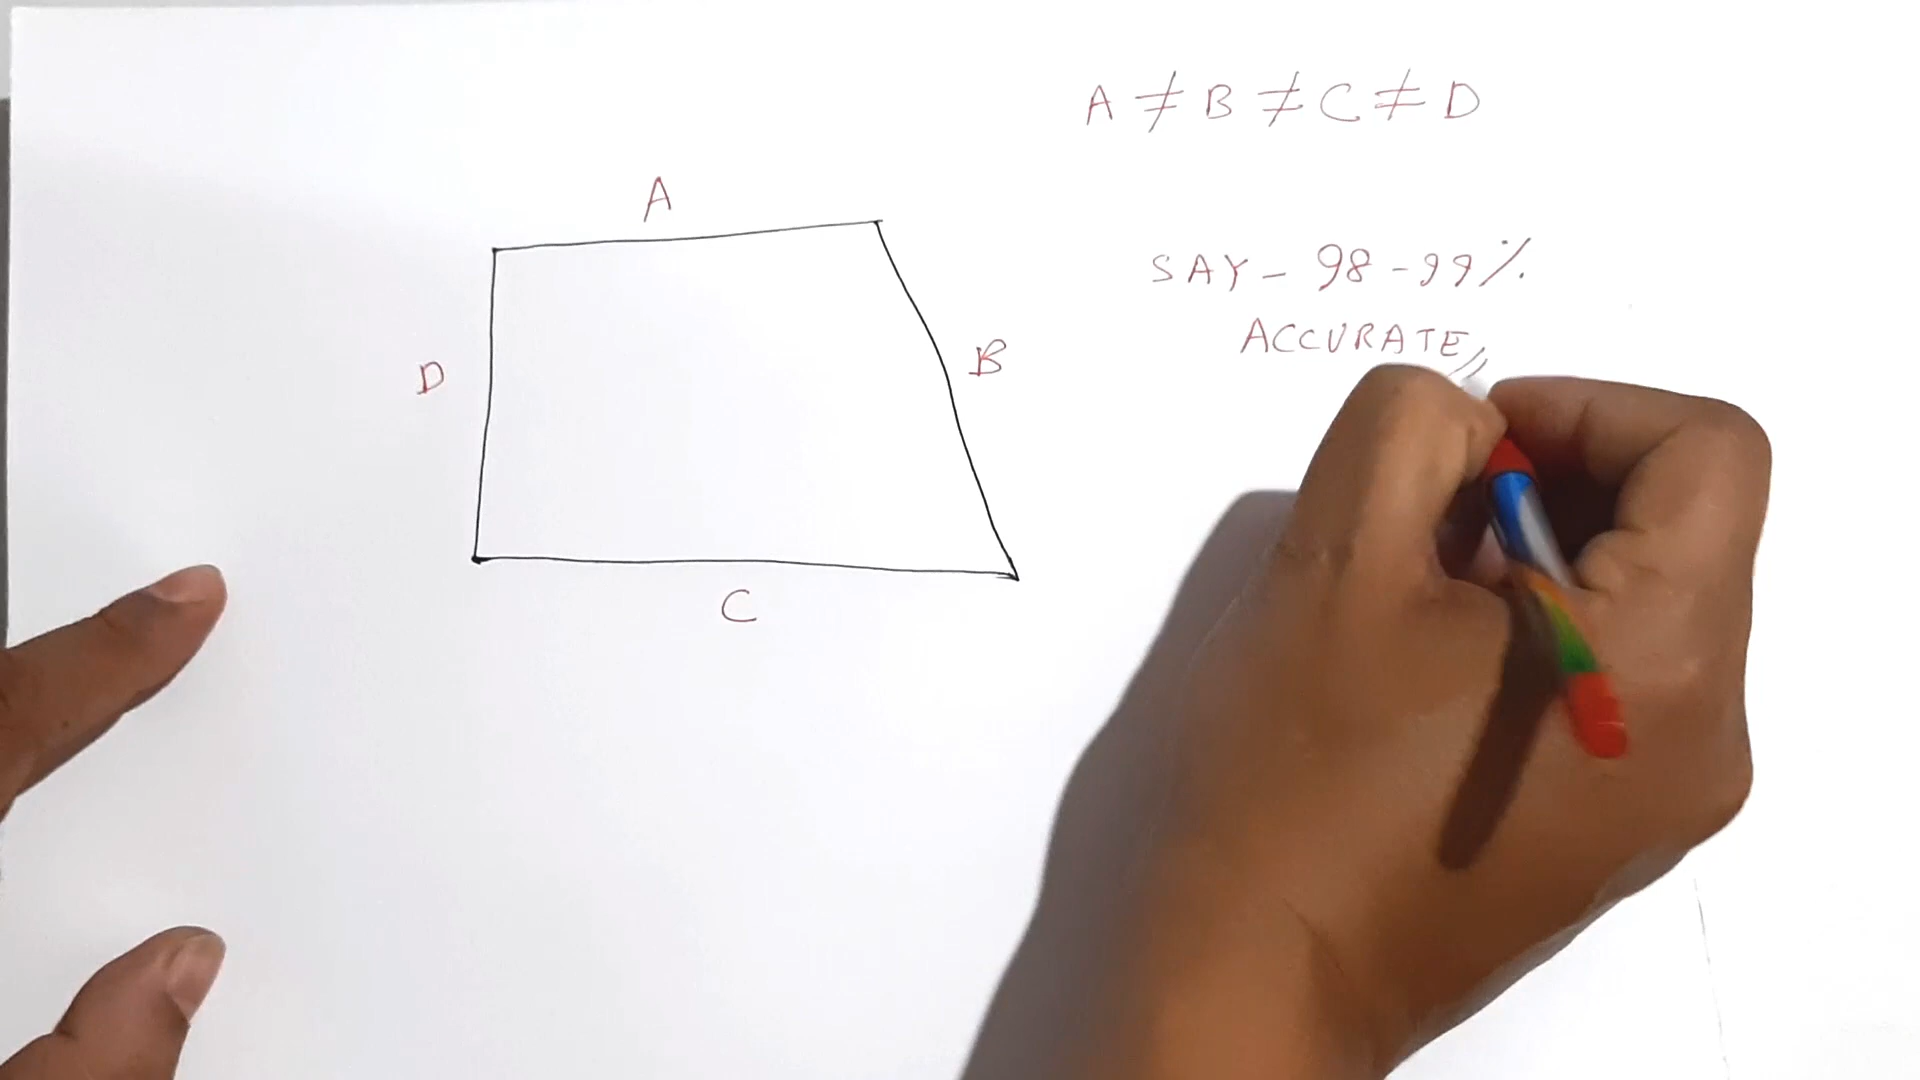 A ≠ B ≠ C ≠ D
A
SAY - 98 - 99 %
ACCURATE
D
B
C